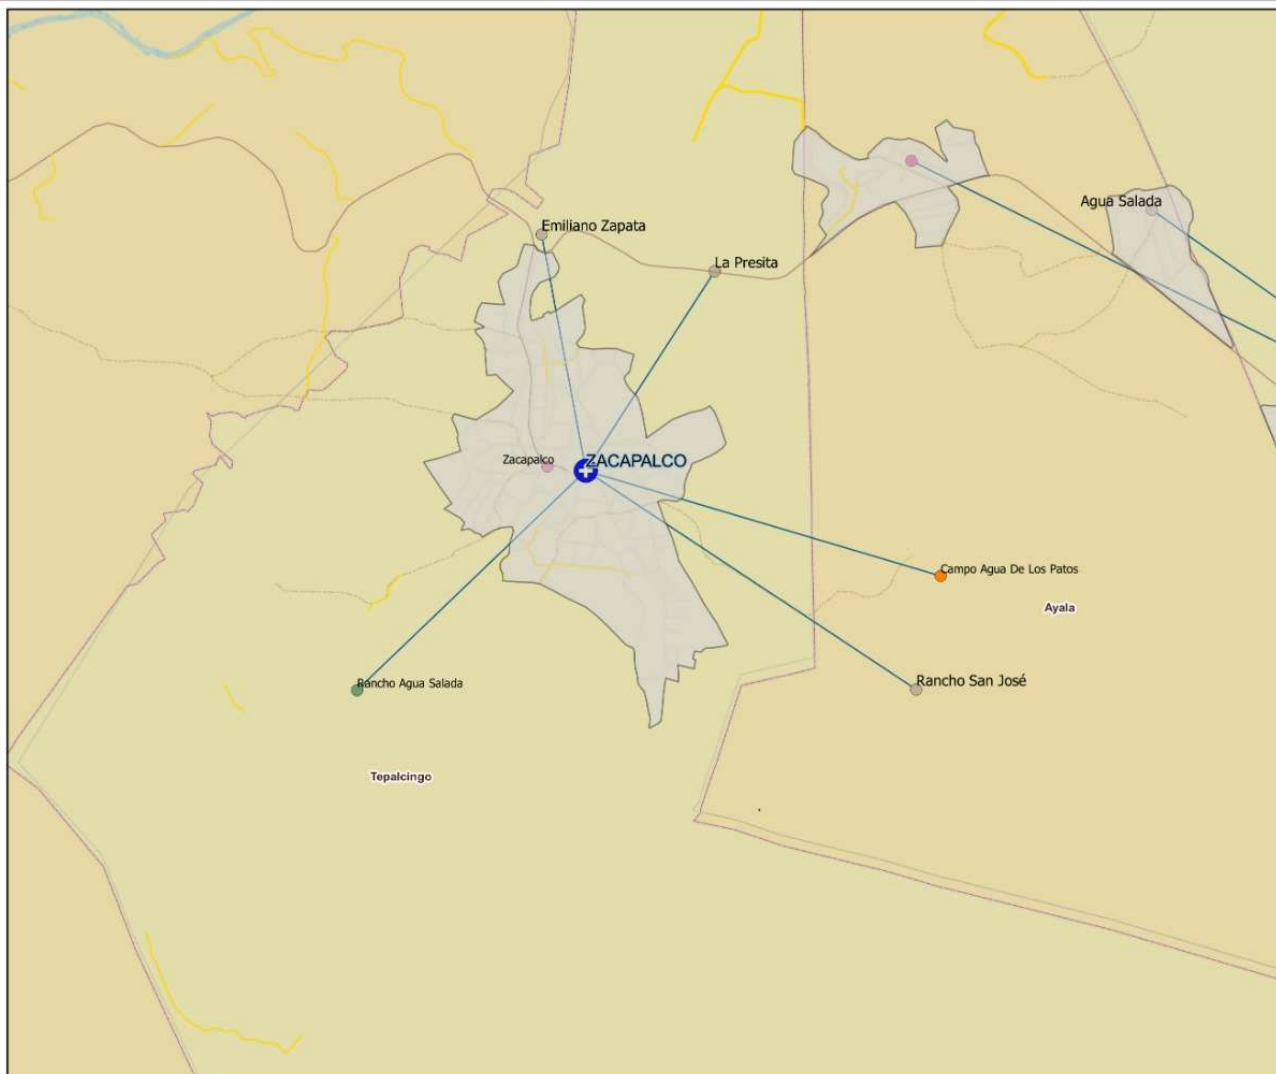 Agua Salada
Emiliano Zapata
La Presita
Zacapalco
ZACAPALCO
Campo Agua De Los Patos
Ayala
Rancho San José
Rancho Agua Salada
Tepalcingo